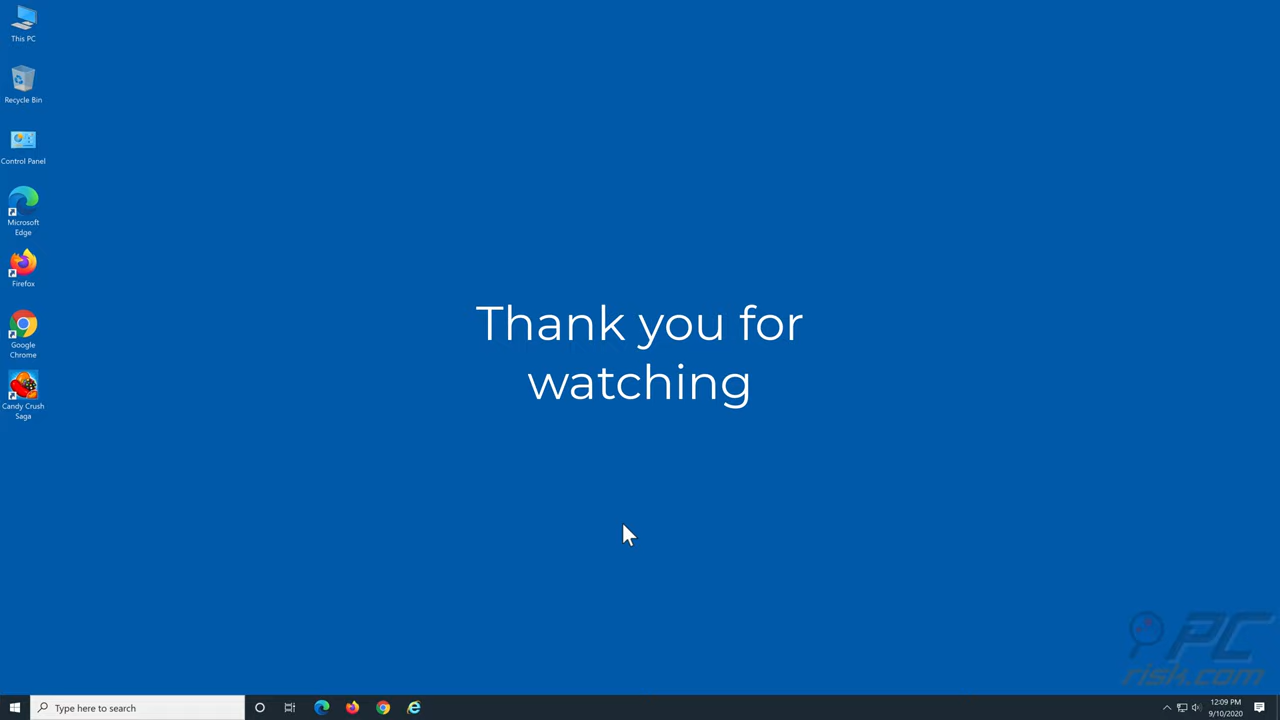 This PC
Recycle Bin
Control Panel
Microsoft
Edge
Firefox
Google
Chrome
Candy Crush
Saga
Thank you for
watching
PC
risk.com
Type here to search
12:09 PM
9/10/2020